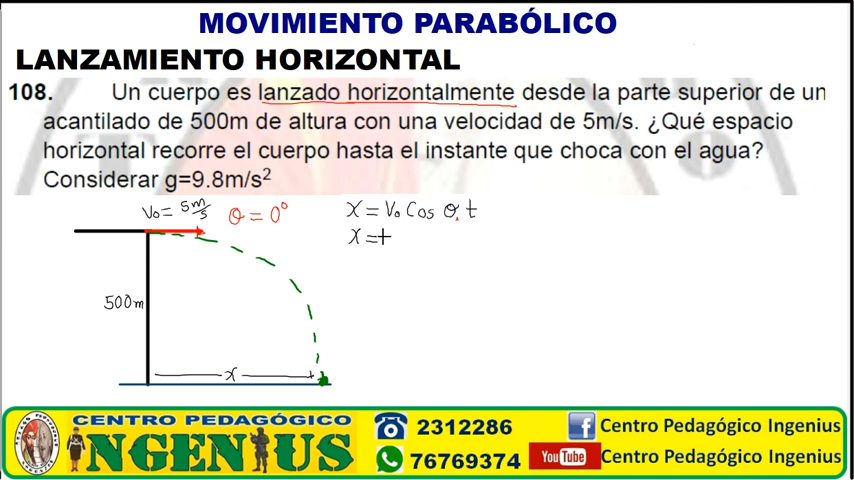 MOVIMIENTO PARABÓLICO
LANZAMIENTO HORIZONTAL
108. Un cuerpo es lanzado horizontalmente desde la parte superior de un
acantilado de 500m de altura con una velocidad de 5m/s. ¿Qué espacio
horizontal recorre el cuerpo hasta el instante que choca con el agua?
Considerar g=9.8m/s²
V₀ = 5 m/s
θ = 0°
X = V₀ Cos θ . t
X =
500m
x
CENTRO PEDAGÓGICO
INGENIUS
2312286
76769374
Centro Pedagógico Ingenius
YouTube Centro Pedagógico Ingenius